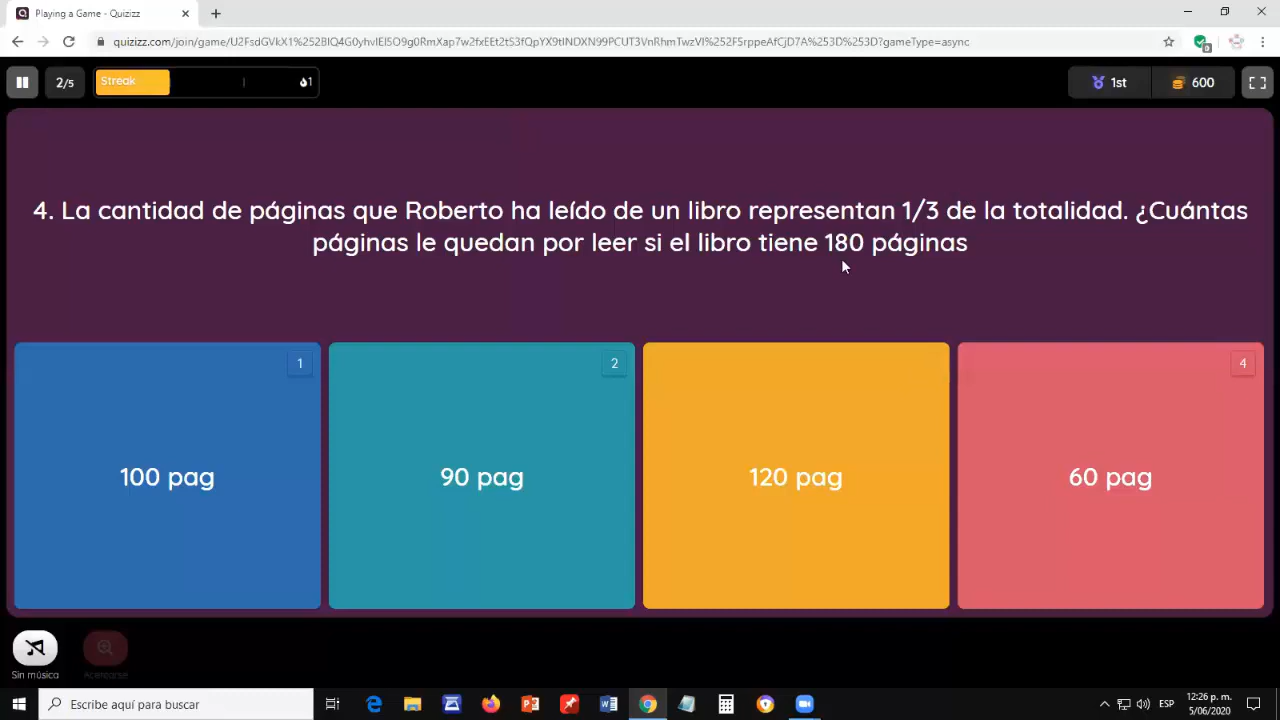 Playing a Game - Quizizz
quizizz.com/join/game/U2FsdGVkX1%252BIQ4G0yhvIEISO9g0RmXap7w2fxEEt2tS3fQpYX9tINDXN99PCUT3VnRhmTwzVI%252F5rppeAfCjD7A%253D%253D?gameType=async
2/5
Streak
1
1st
600
4. La cantidad de páginas que Roberto ha leído de un libro representan 1/3 de la totalidad. ¿Cuántas
páginas le quedan por leer si el libro tiene 180 páginas
1
2
4
100 pag
90 pag
120 pag
60 pag
Sin música
Acercarse
Escribe aquí para buscar
ESP
12:26 p. m.
5/06/2020